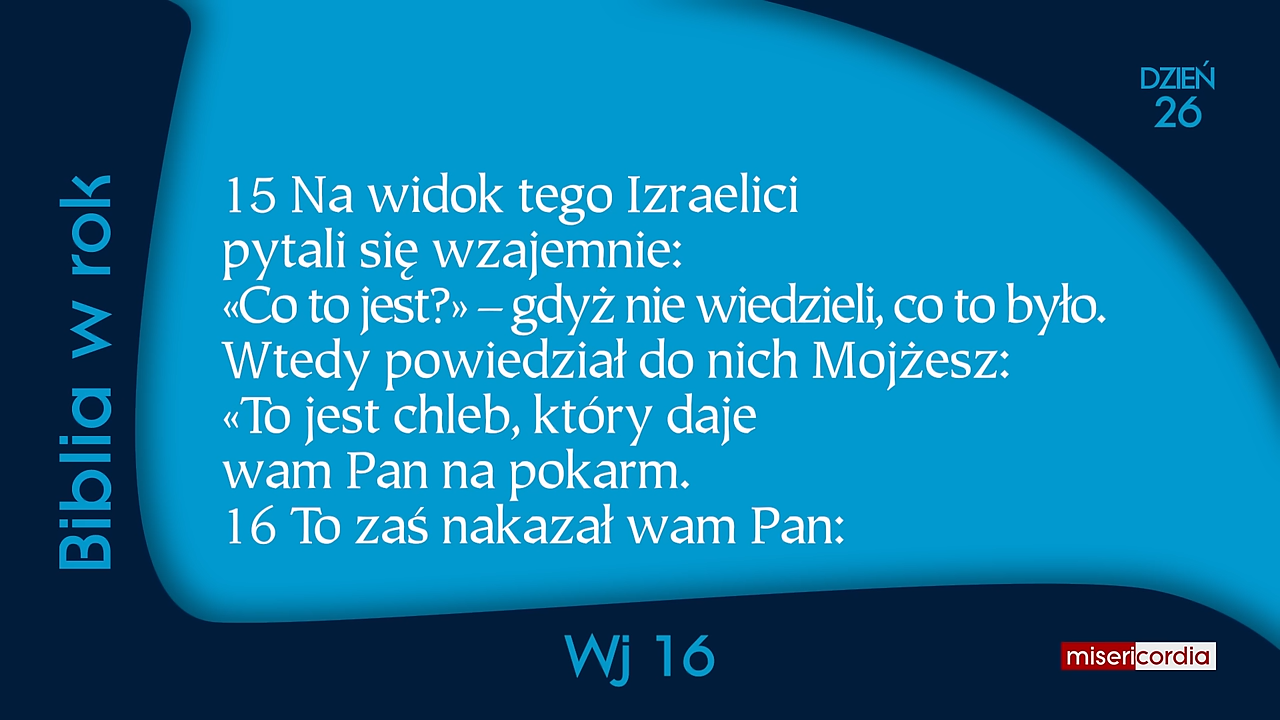 Biblia w rok
DZIEŃ
26
15 Na widok tego Izraelici
pytali się wzajemnie:
«Co to jest?» – gdyż nie wiedzieli, co to było.
Wtedy powiedział do nich Mojżesz:
«To jest chleb, który daje
wam Pan na pokarm.
16 To zaś nakazał wam Pan:
Wj 16
misericordia